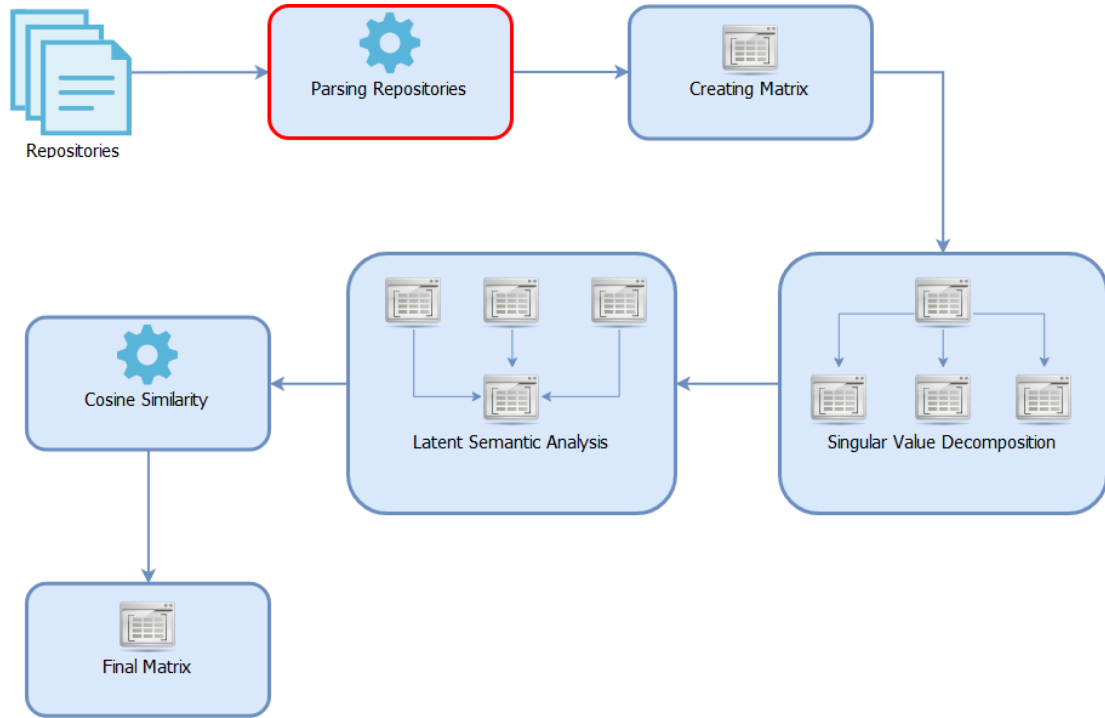 Repositories
Parsing Repositories
Creating Matrix
Singular Value Decomposition
Latent Semantic Analysis
Cosine Similarity
Final Matrix